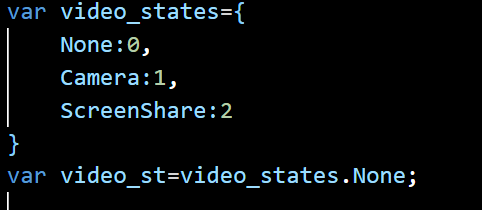 var video_states={
    None:0,
    Camera:1,
    ScreenShare:2
}
var video_st=video_states.None;